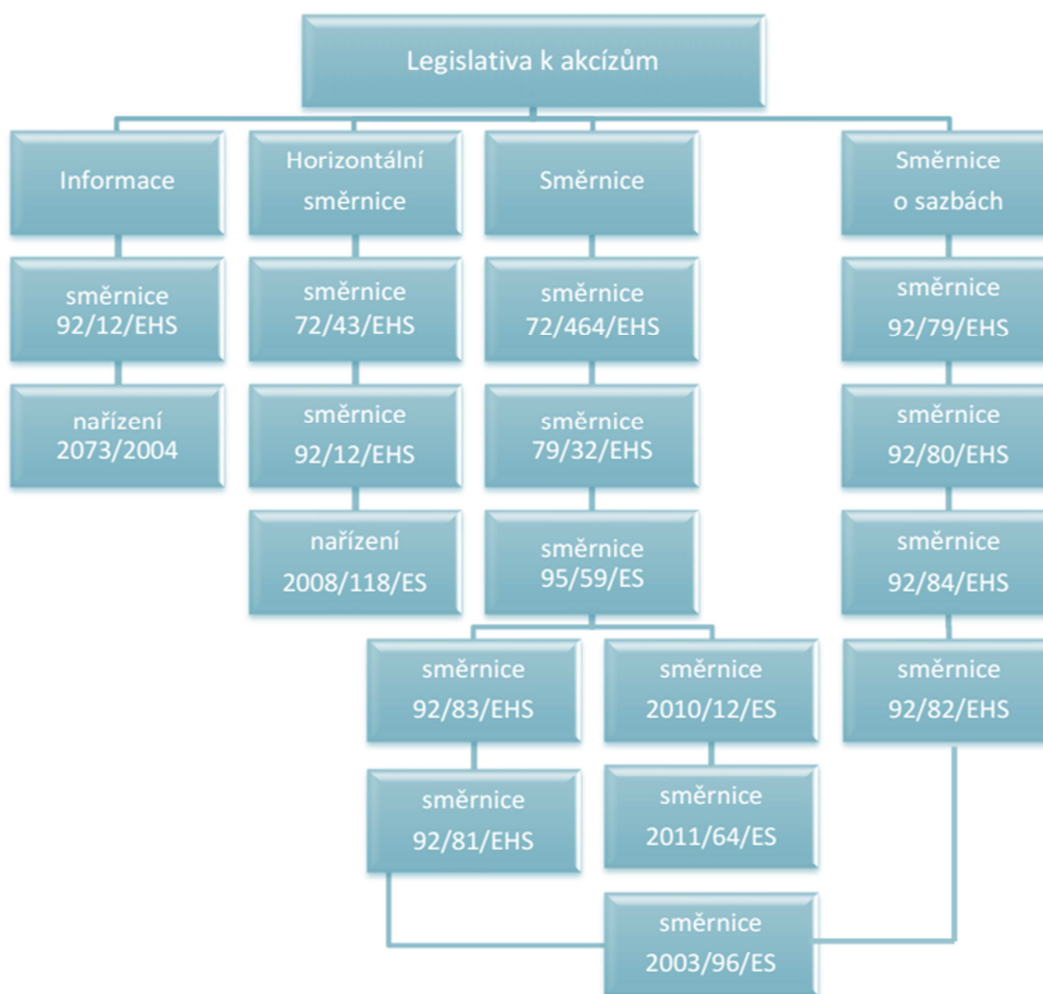 Legislativa k akcízům
Informace
Horizontální
směrnice
Směrnice
Směrnice
o sazbách
směrnice
92/12/EHS
směrnice
72/43/EHS
směrnice
72/464/EHS
směrnice
92/79/EHS
nařízení
2073/2004
směrnice
92/12/EHS
směrnice
79/32/EHS
směrnice
92/80/EHS
nařízení
2008/118/ES
směrnice
95/59/ES
směrnice
92/84/EHS
směrnice
92/83/EHS
směrnice
2010/12/ES
směrnice
92/82/EHS
směrnice
92/81/EHS
směrnice
2011/64/ES
směrnice
2003/96/ES